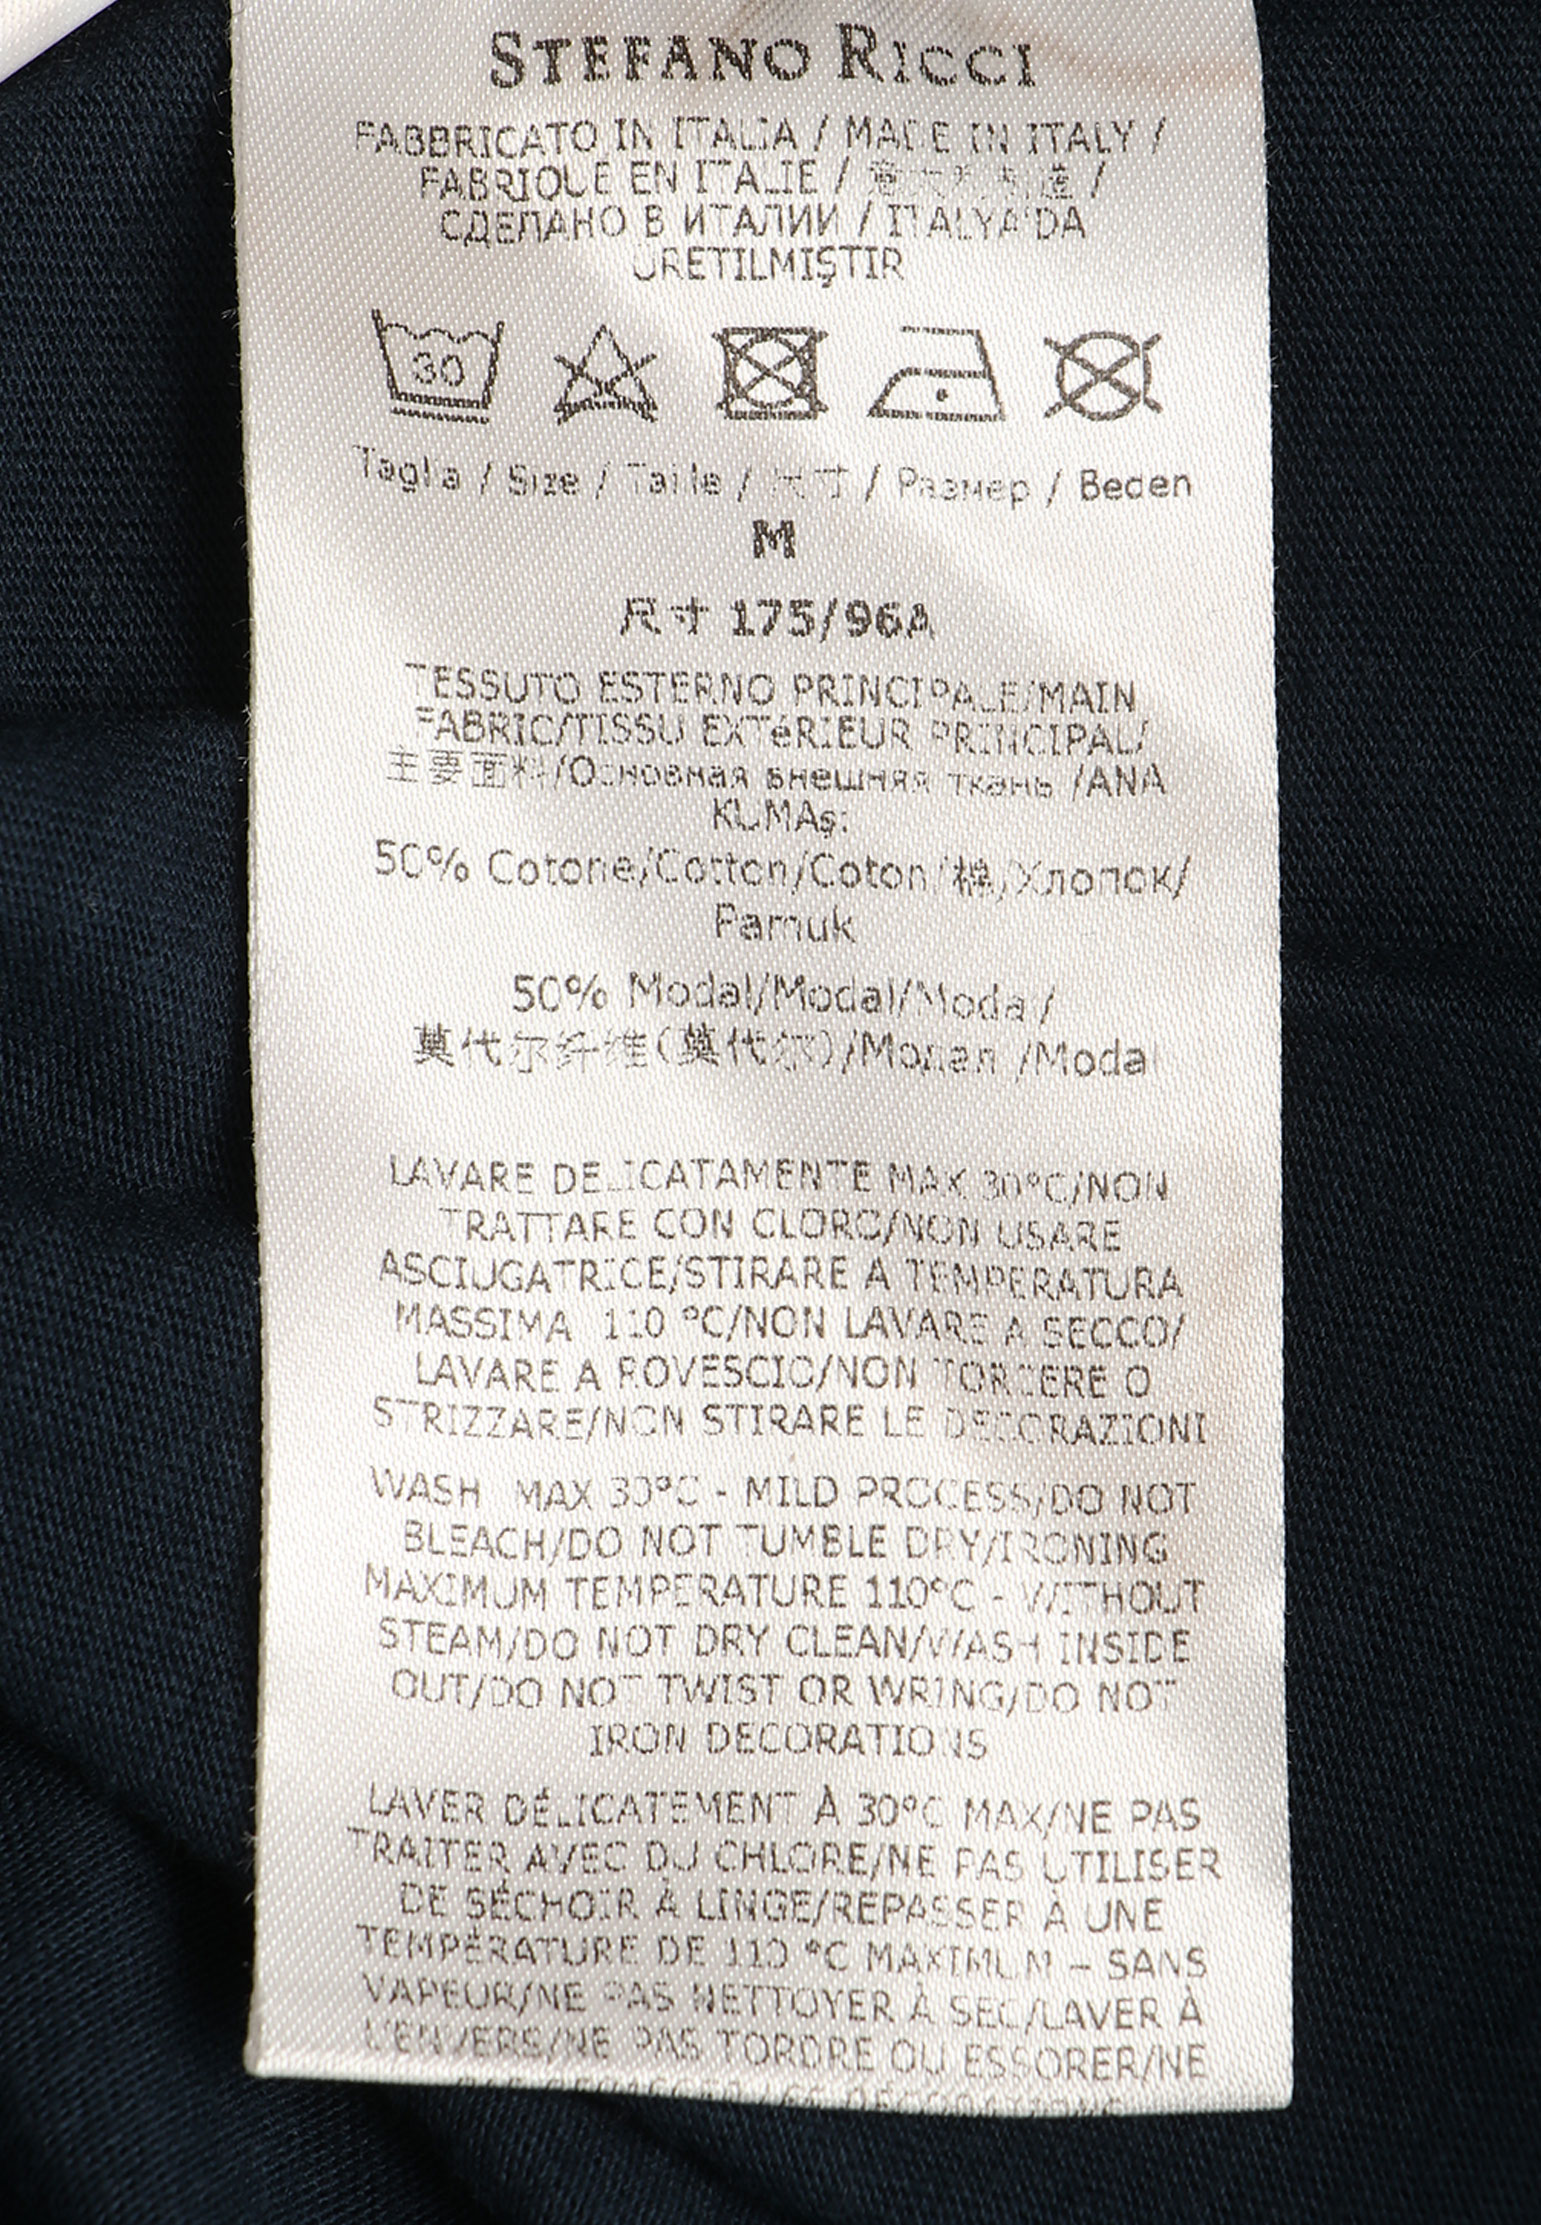 STEFANO RICCI
FABBRICATO IN ITALIA / MADE IN ITALY /
FABRIQUE EN ITALIE / 意大利制造 /
СДЕЛАНО В ИТАЛИИ / ITALYA'DA
ÜRETILMIŞTIR
30
Taglia / Size / Taille / 尺寸 / Размер / Beden
M
尺寸 175/96A
TESSUTO ESTERNO PRINCIPALE/MAIN
FABRIC/TISSU EXTéRIEUR PRINCIPAL/
主要面料/Основная внешняя ткань /ANA
KUMAş:
50% Cotone/Cotton/Coton/棉/Хлопок/
Pamuk
50% Modal/Modal/Modal/
莫代尔纤维(莫代尔)/Модал /Modal
LAVARE DELICATAMENTE MAX 30°C/NON
TRATTARE CON CLORO/NON USARE
ASCIUGATRICE/STIRARE A TEMPERATURA
MASSIMA 110 °C/NON LAVARE A SECCO/
LAVARE A ROVESCIO/NON TORCERE O
STRIZZARE/NON STIRARE LE DECORAZIONI
WASH MAX 30°C - MILD PROCESS/DO NOT
BLEACH/DO NOT TUMBLE DRY/IRONING
MAXIMUM TEMPERATURE 110°C - WITHOUT
STEAM/DO NOT DRY CLEAN/WASH INSIDE
OUT/DO NOT TWIST OR WRING/DO NOT
IRON DECORATIONS
LAVER DÉLICATEMENT À 30°C MAX/NE PAS
TRAITER AVEC DU CHLORE/NE PAS UTILISER
DE SÉCHOIR À LINGE/REPASSER À UNE
TEMPÉRATURE DE 110 °C MAXIMUM – SANS
VAPEUR/NE PAS NETTOYER À SEC/LAVER À
L'ENVERS/NE PAS TORDRE OU ESSORER/NE